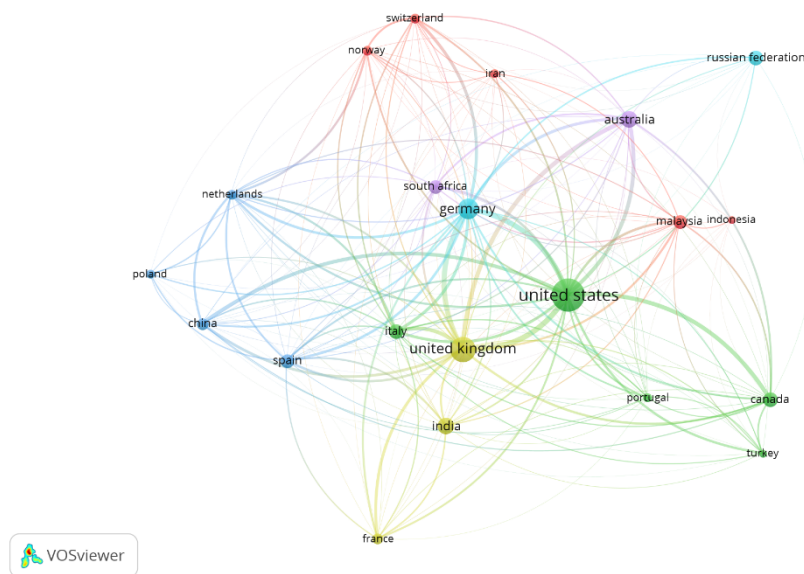 switzerland
norway
russian federation
iran
australia
south africa
netherlands
germany
malaysia
indonesia
poland
united states
china
italy
united kingdom
spain
portugal
canada
india
turkey
france
VOSviewer